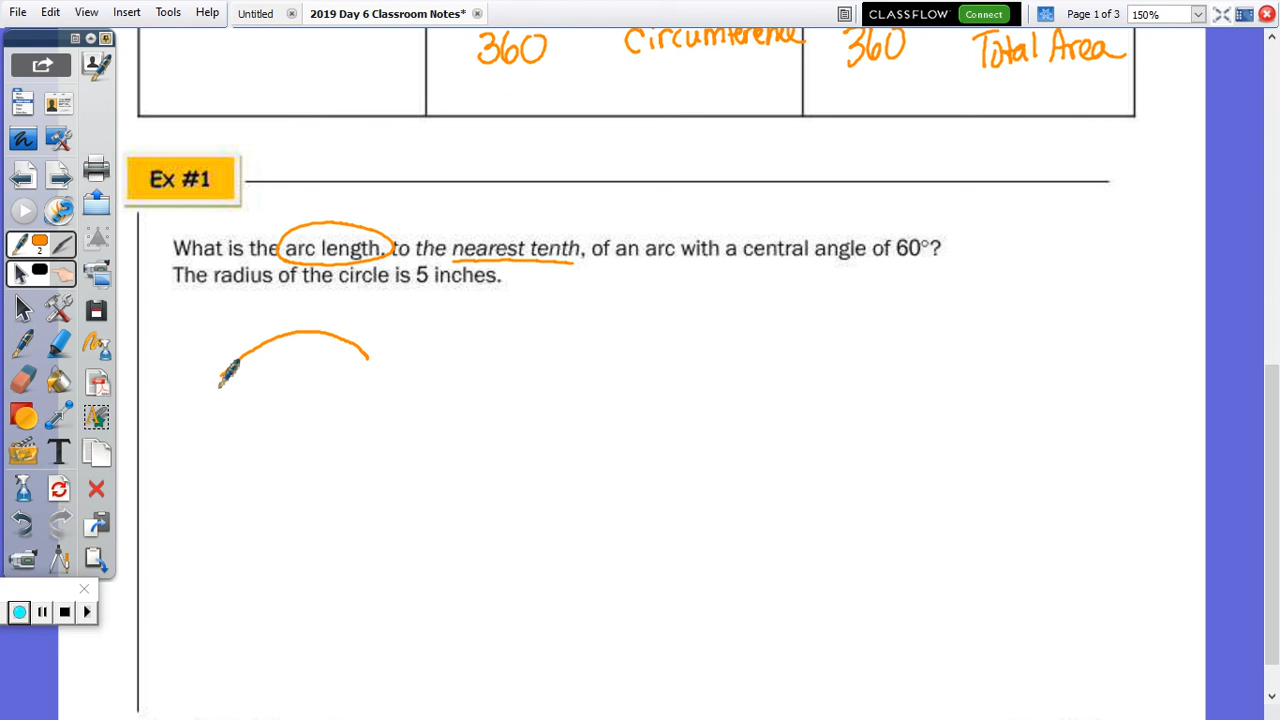 File Edit View Insert Tools Help Untitled 2019 Day 6 Classroom Notes* CLASSFLOW Connect Page 1 of 3 150%
360 Circumference 360 Total Area
Ex #1
What is the arc length, to the nearest tenth, of an arc with a central angle of 60°?
The radius of the circle is 5 inches.
2
T